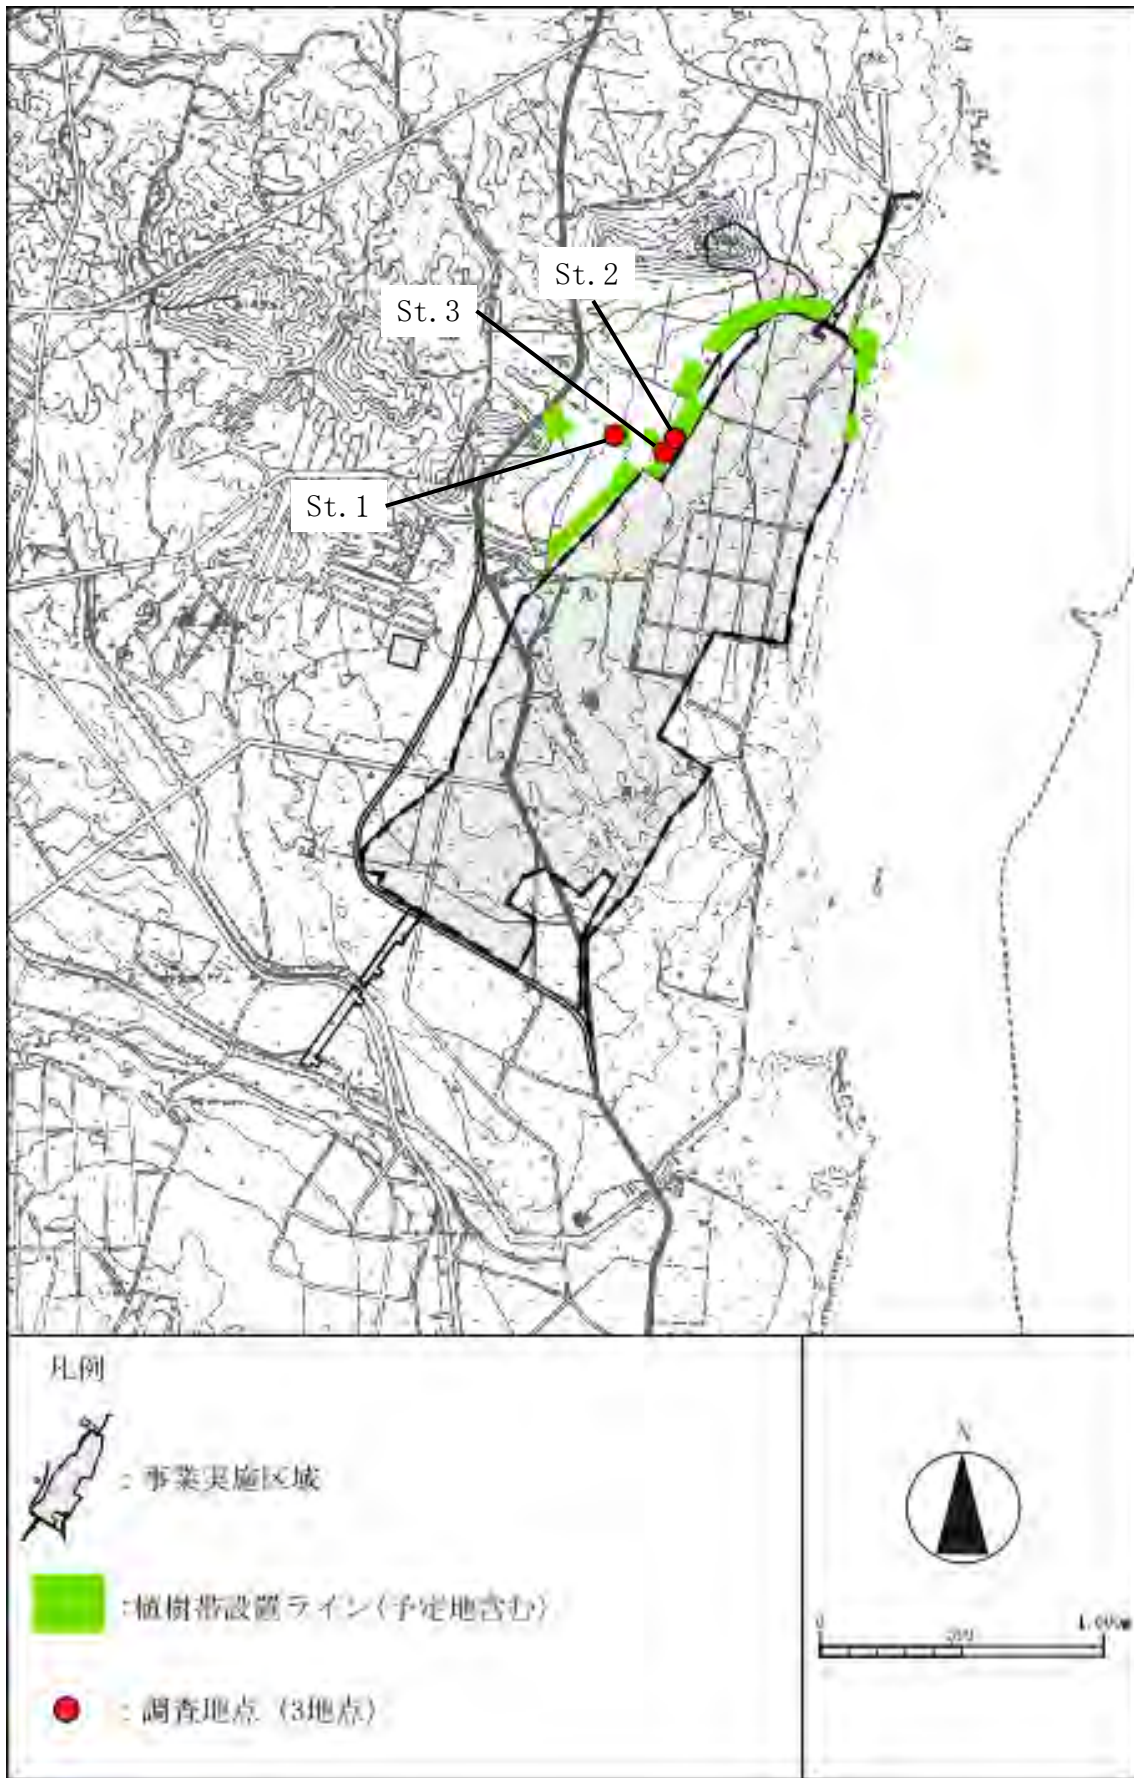 St.2
St.3
St.1
凡例
：事業実施区域
：植樹帯設置ライン(予定地含む)
：調査地点 (3地点)
N
0 500 1,000m